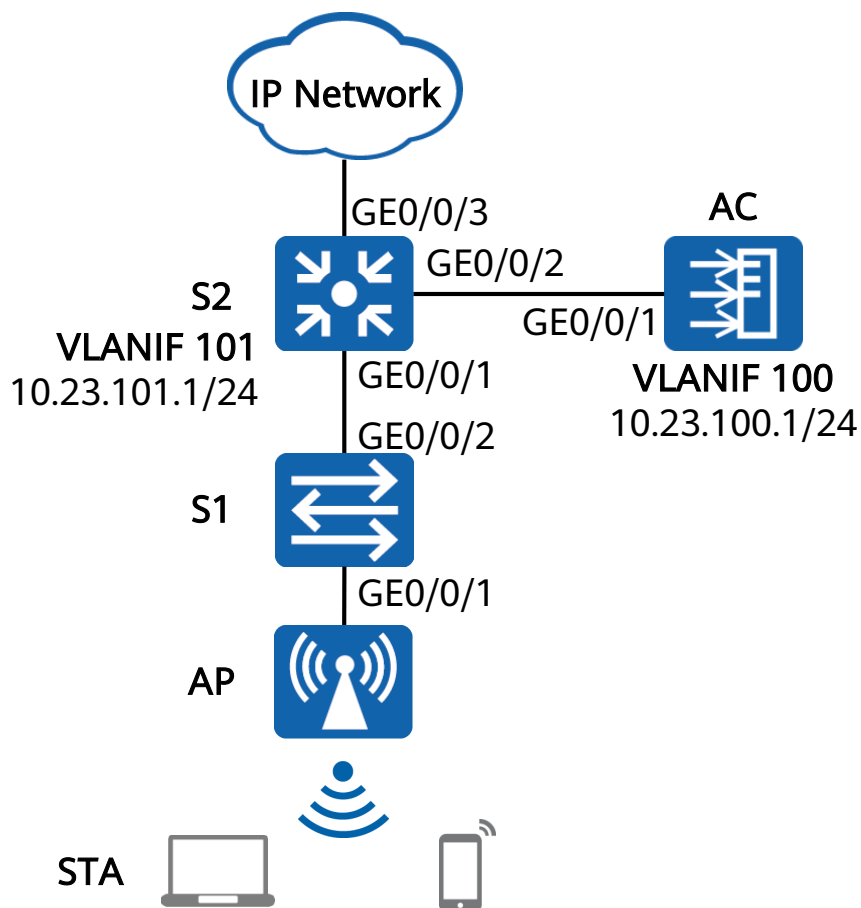 IP Network
GE0/0/3
AC
GE0/0/2
S2
GE0/0/1
VLANIF 101
10.23.101.1/24
GE0/0/1
VLANIF 100
10.23.100.1/24
GE0/0/2
S1
GE0/0/1
AP
STA